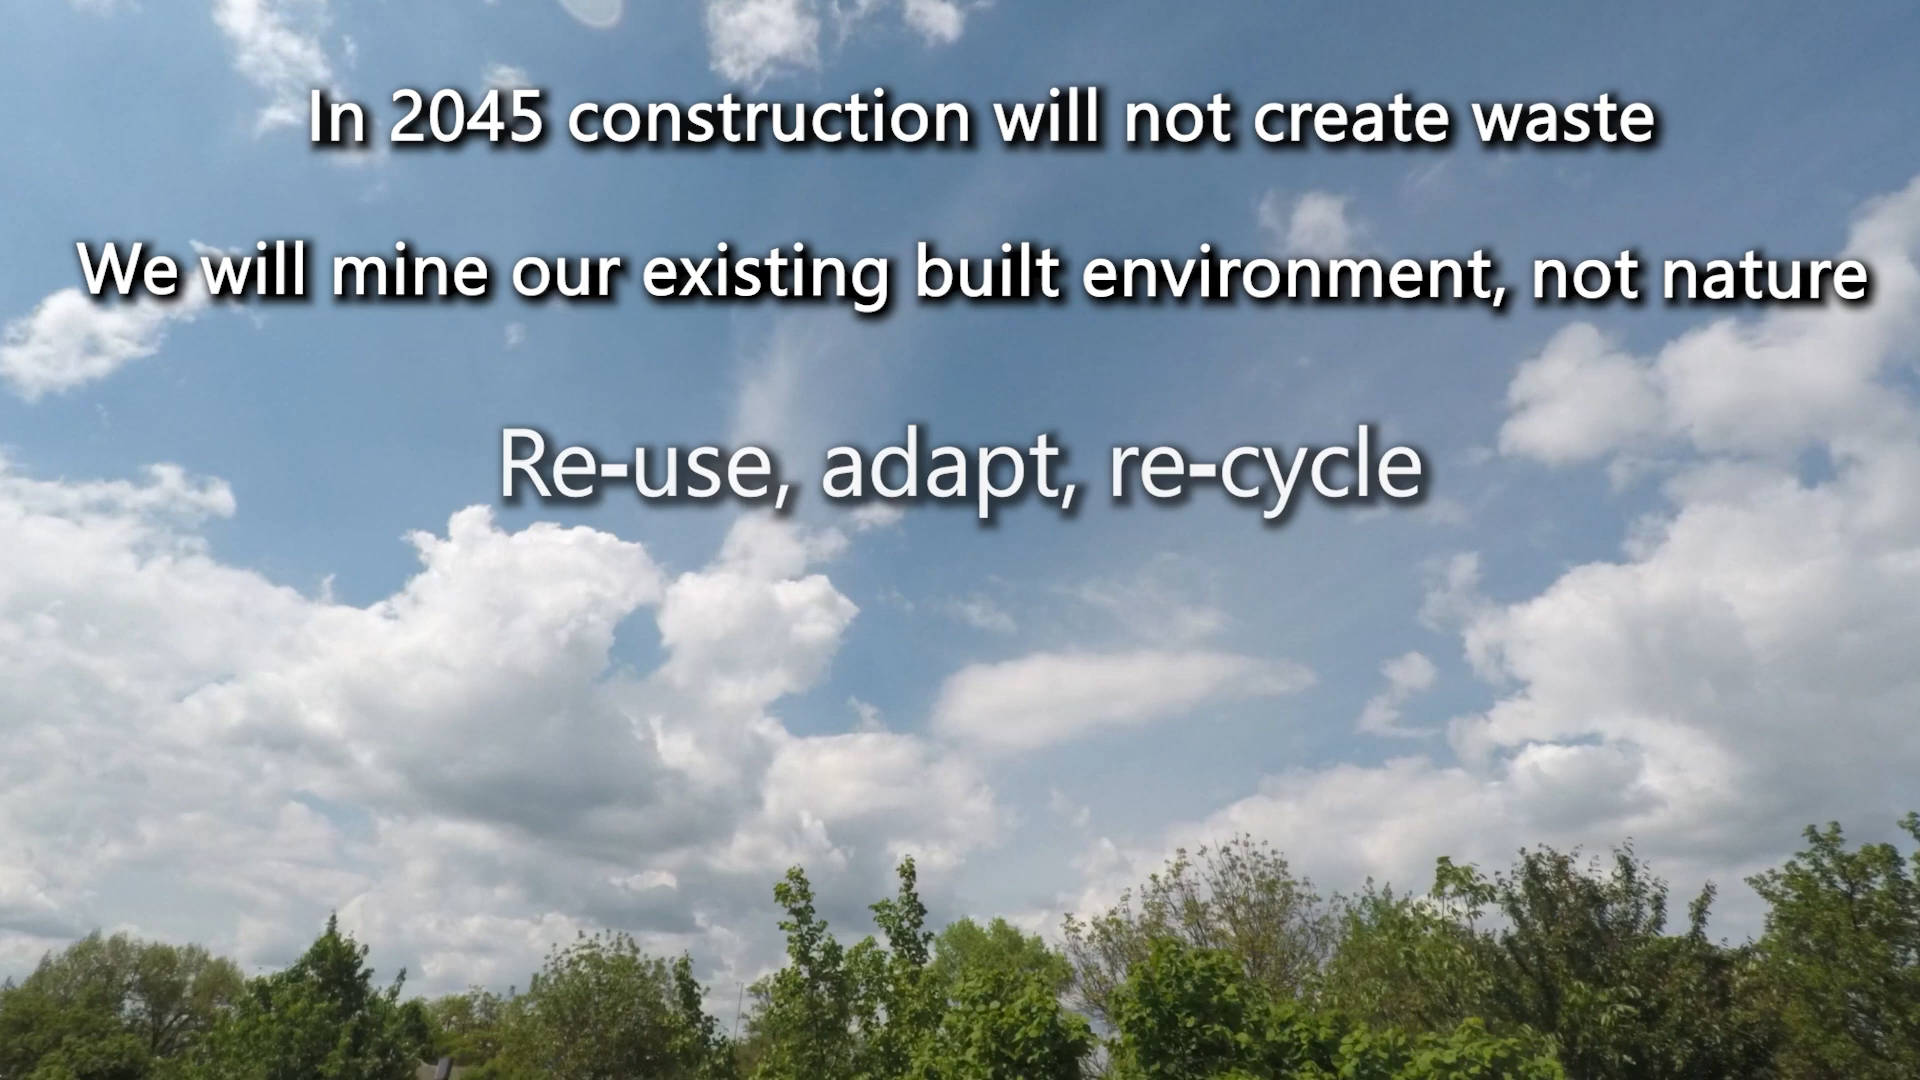 In 2045 construction will not create waste
We will mine our existing built environment, not nature
Re-use, adapt, re-cycle